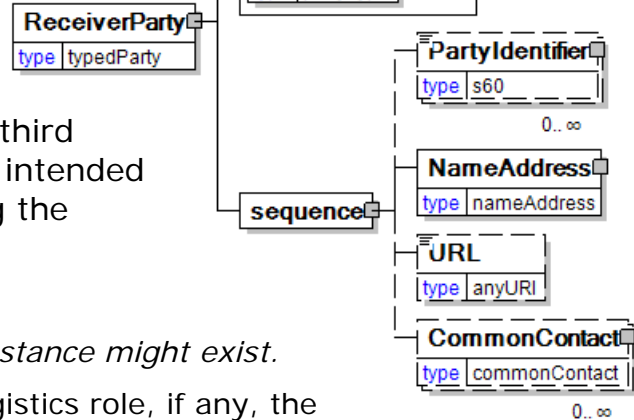 ReceiverParty
type typedParty
PartyIdentifier
type s60
0.. ∞
third
intended
g the
NameAddress
type nameAddress
sequence
URL
type anyURI
stance might exist.
CommonContact
type commonContact
gistics role, if any, the
0.. ∞